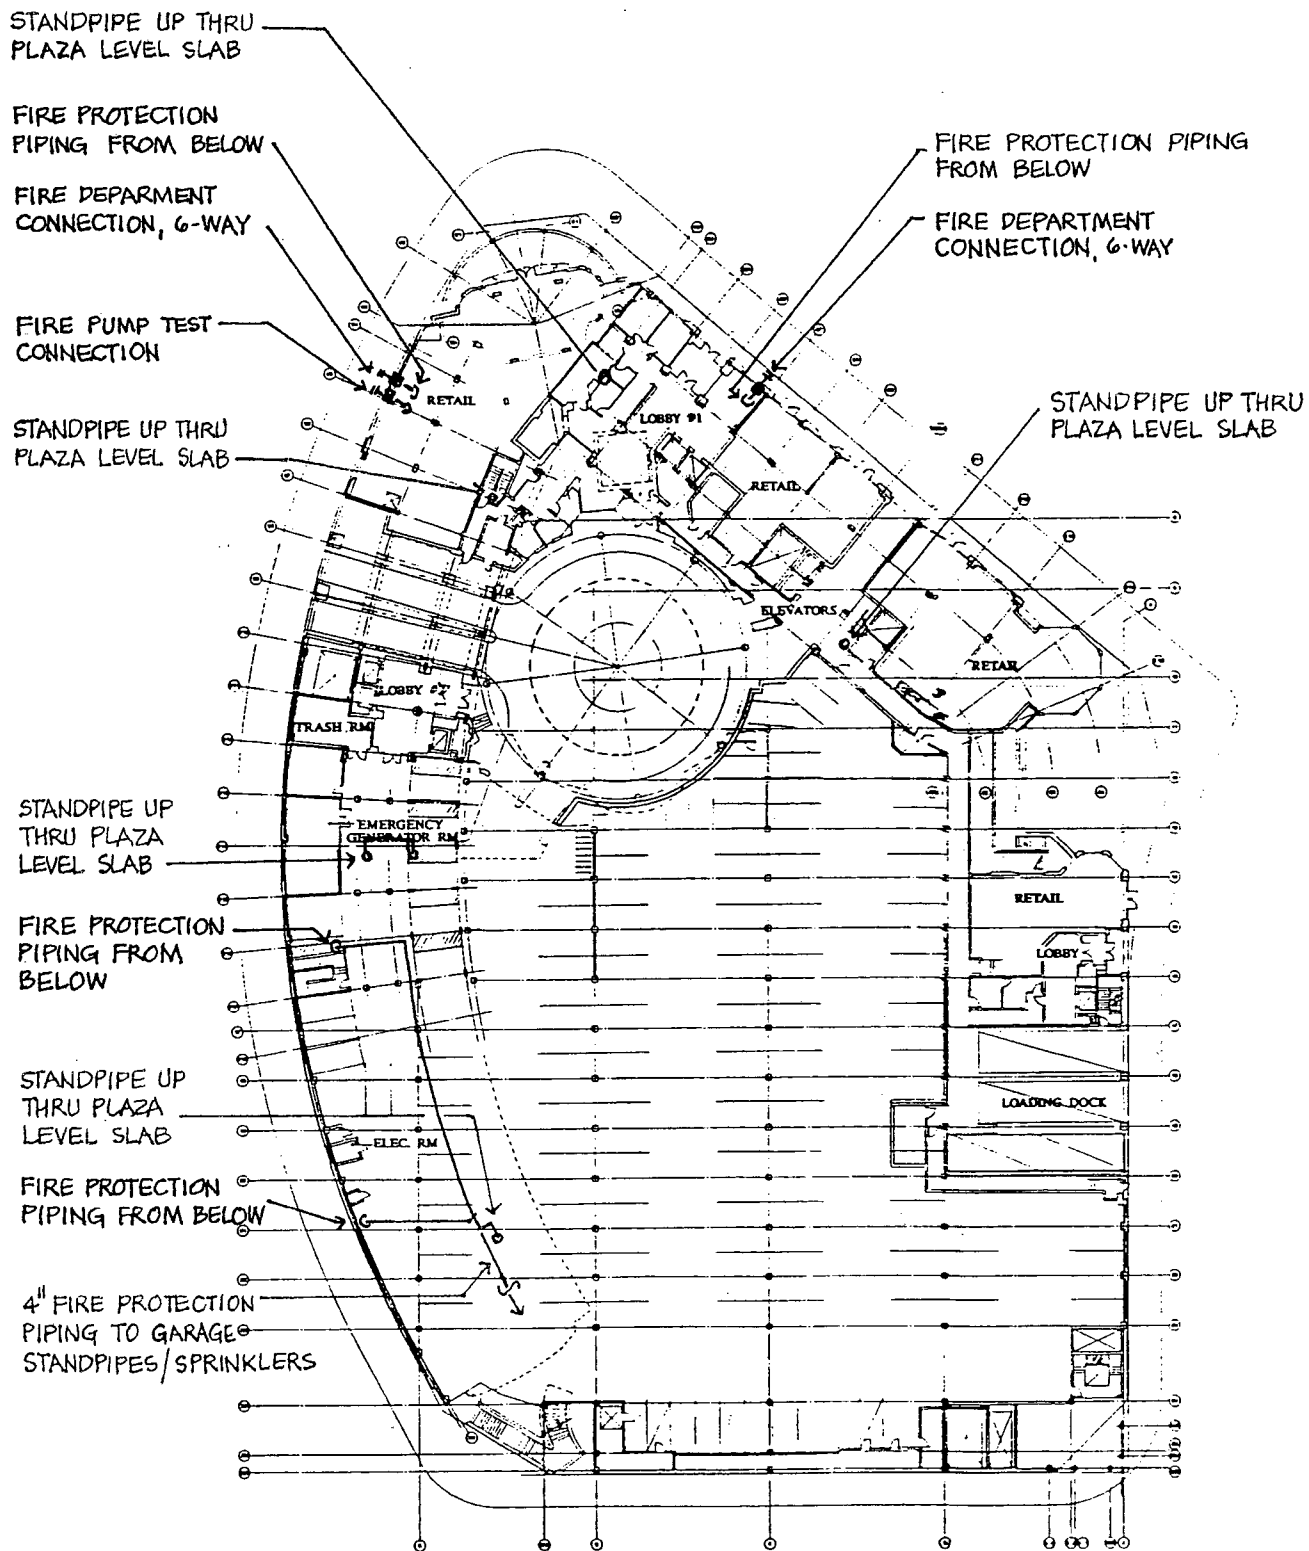 STANDPIPE UP THRU
PLAZA LEVEL SLAB
FIRE PROTECTION
PIPING FROM BELOW
FIRE DEPARMENT
CONNECTION, 6-WAY
FIRE PUMP TEST
CONNECTION
STANDPIPE UP THRU
PLAZA LEVEL SLAB
FIRE PROTECTION PIPING
FROM BELOW
FIRE DEPARTMENT
CONNECTION, 6-WAY
STANDPIPE UP THRU
PLAZA LEVEL SLAB
RETAIL
LOBBY #1
RETAIL
ELEVATORS
RETAIL
LOBBY
TRASH RM
STANDPIPE UP
THRU PLAZA
LEVEL SLAB
EMERGENCY
GENERATOR RM
RETAIL
LOBBY
FIRE PROTECTION
PIPING FROM
BELOW
STANDPIPE UP
THRU PLAZA
LEVEL SLAB
ELEC. RM
LOADING DOCK
FIRE PROTECTION
PIPING FROM BELOW
4" FIRE PROTECTION
PIPING TO GARAGE
STANDPIPES/SPRINKLERS